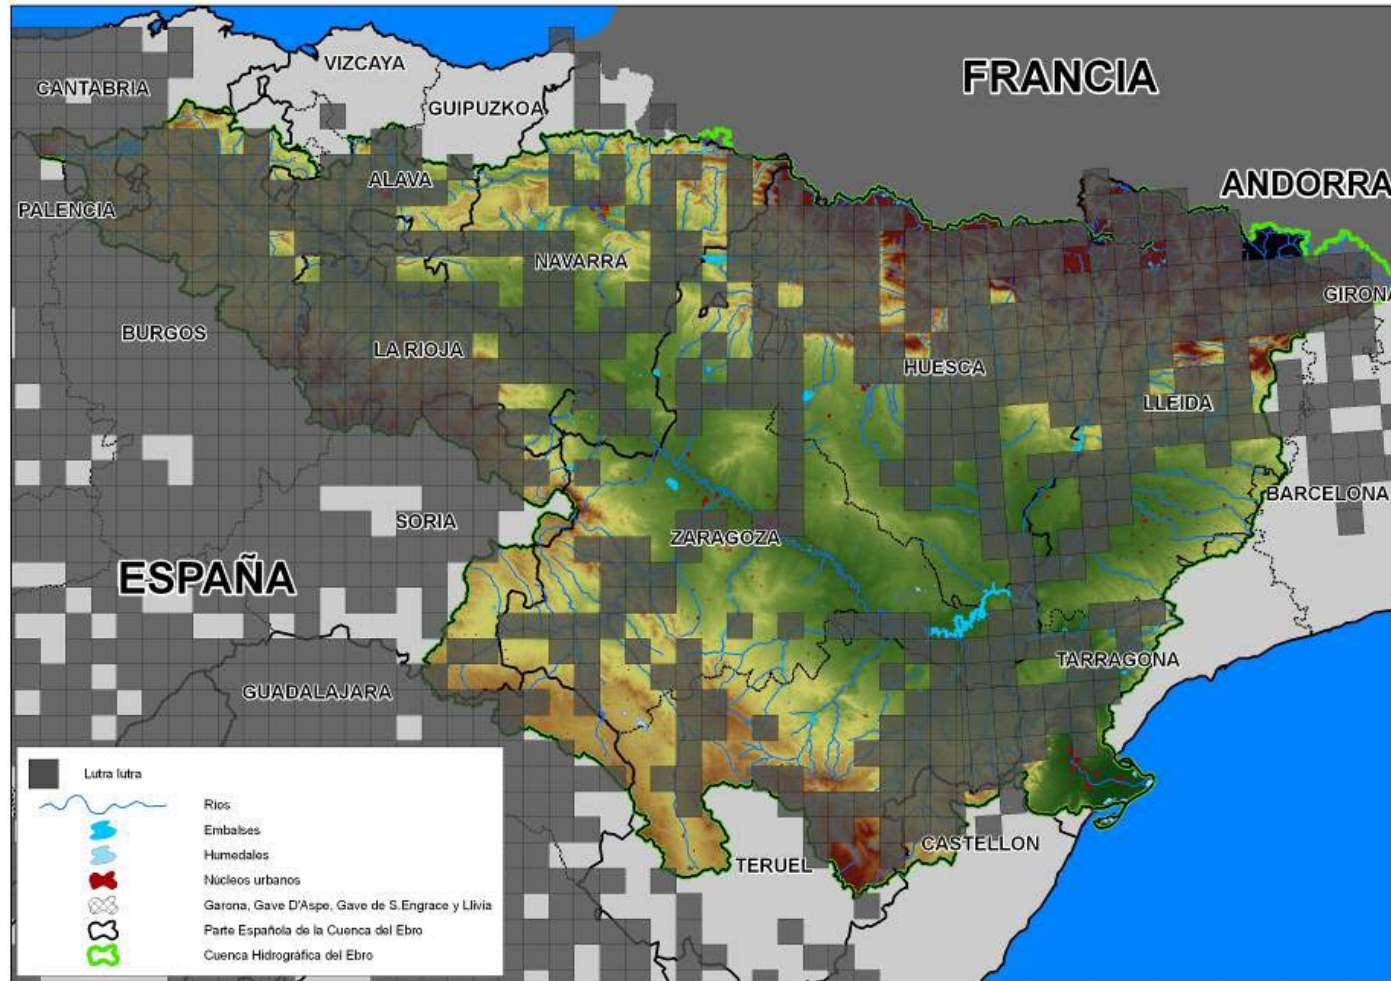 VIZCAYA
FRANCIA
CANTABRIA
GUIPUZKOA
ALAVA
ANDORRA
PALENCIA
NAVARRA
GIRONA
BURGOS
LA RIOJA
HUESCA
LLEIDA
BARCELONA
SORIA
ZARAGOZA
ESPAÑA
TARRAGONA
GUADALAJARA
CASTELLON
TERUEL
Lutra lutra
Rios
Embalses
Humedales
Núcleos urbanos
Garona, Gave D'Aspe, Gave de S.Engrace y Llivia
Parte Española de la Cuenca del Ebro
Cuenca Hidrográfica del Ebro